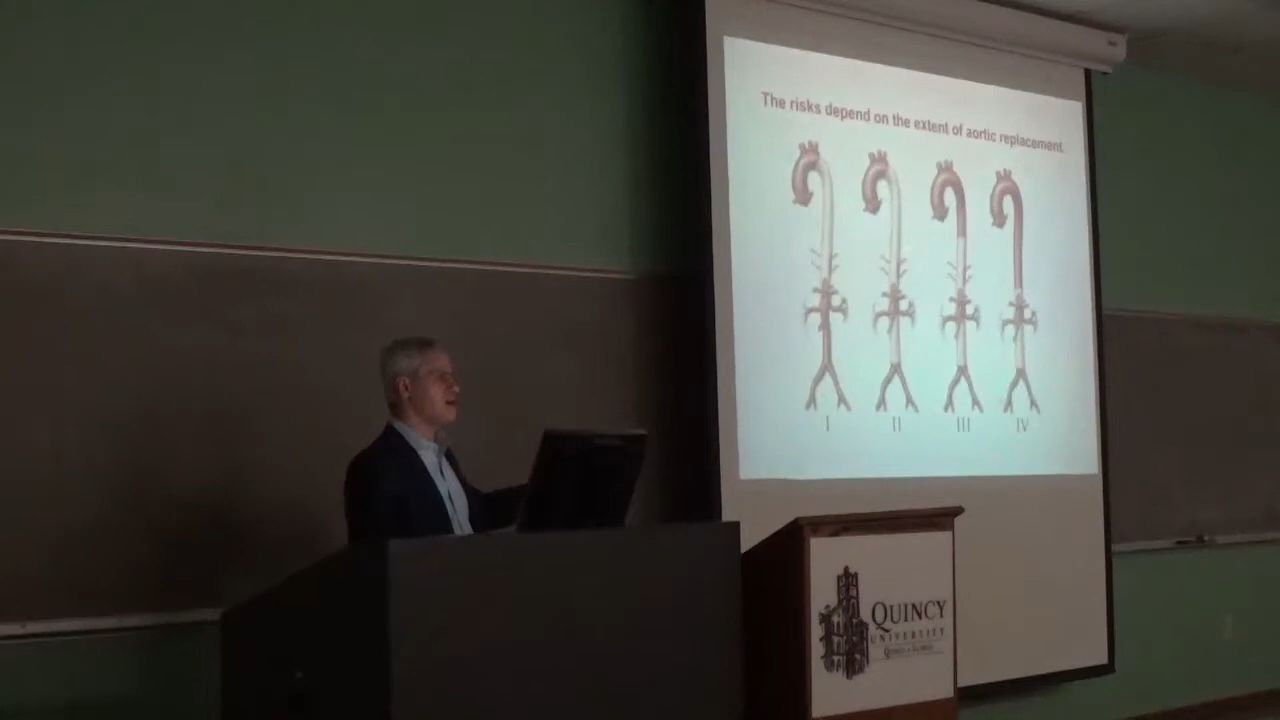 The risks depend on the extent of aortic replacement.
I II III IV
QUINCY
UNIVERSITY